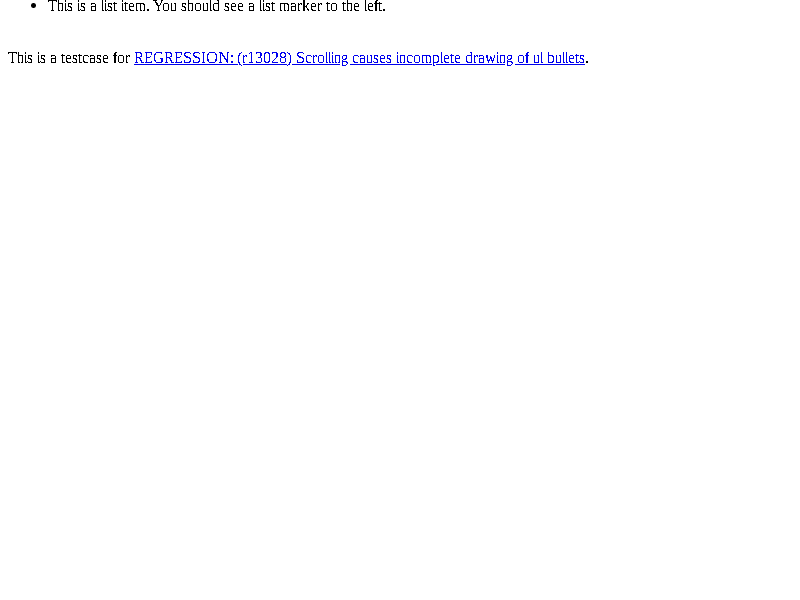 • This is a list item. You should see a list marker to the left.
This is a testcase for REGRESSION: (r13028) Scrolling causes incomplete drawing of ul bullets.